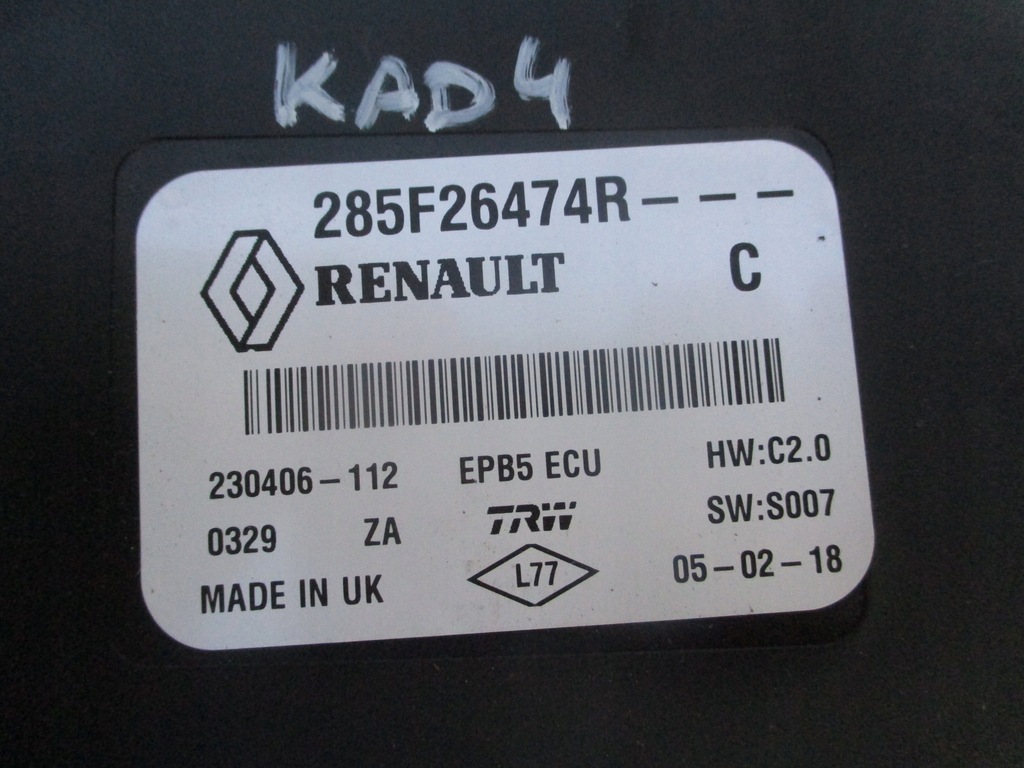 KAD4
285F26474R---
RENAULT C
230406-112 EPB5 ECU HW:C2.0
0329 ZA TRW SW:S007
MADE IN UK L77 05-02-18